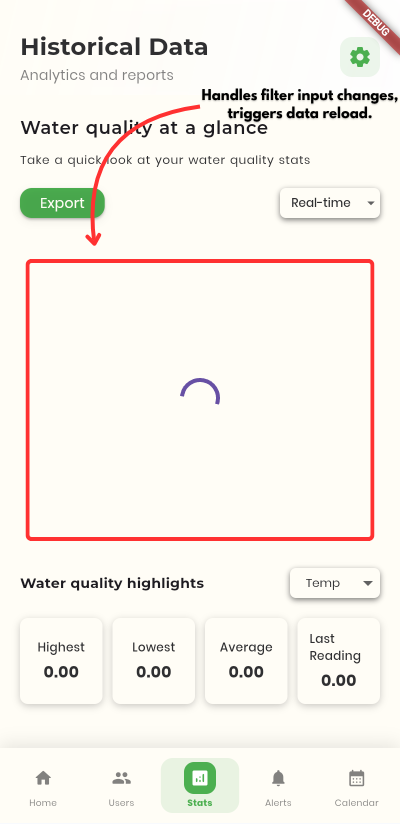 DEBUG
Historical Data
Analytics and reports
Handles filter input changes,
triggers data reload.
Water quality at a glance
Take a quick look at your water quality stats
Export
Real-time
Water quality highlights
Temp
Highest
0.00
Lowest
0.00
Average
0.00
Last
Reading
0.00
Home
Users
Stats
Alerts
Calendar